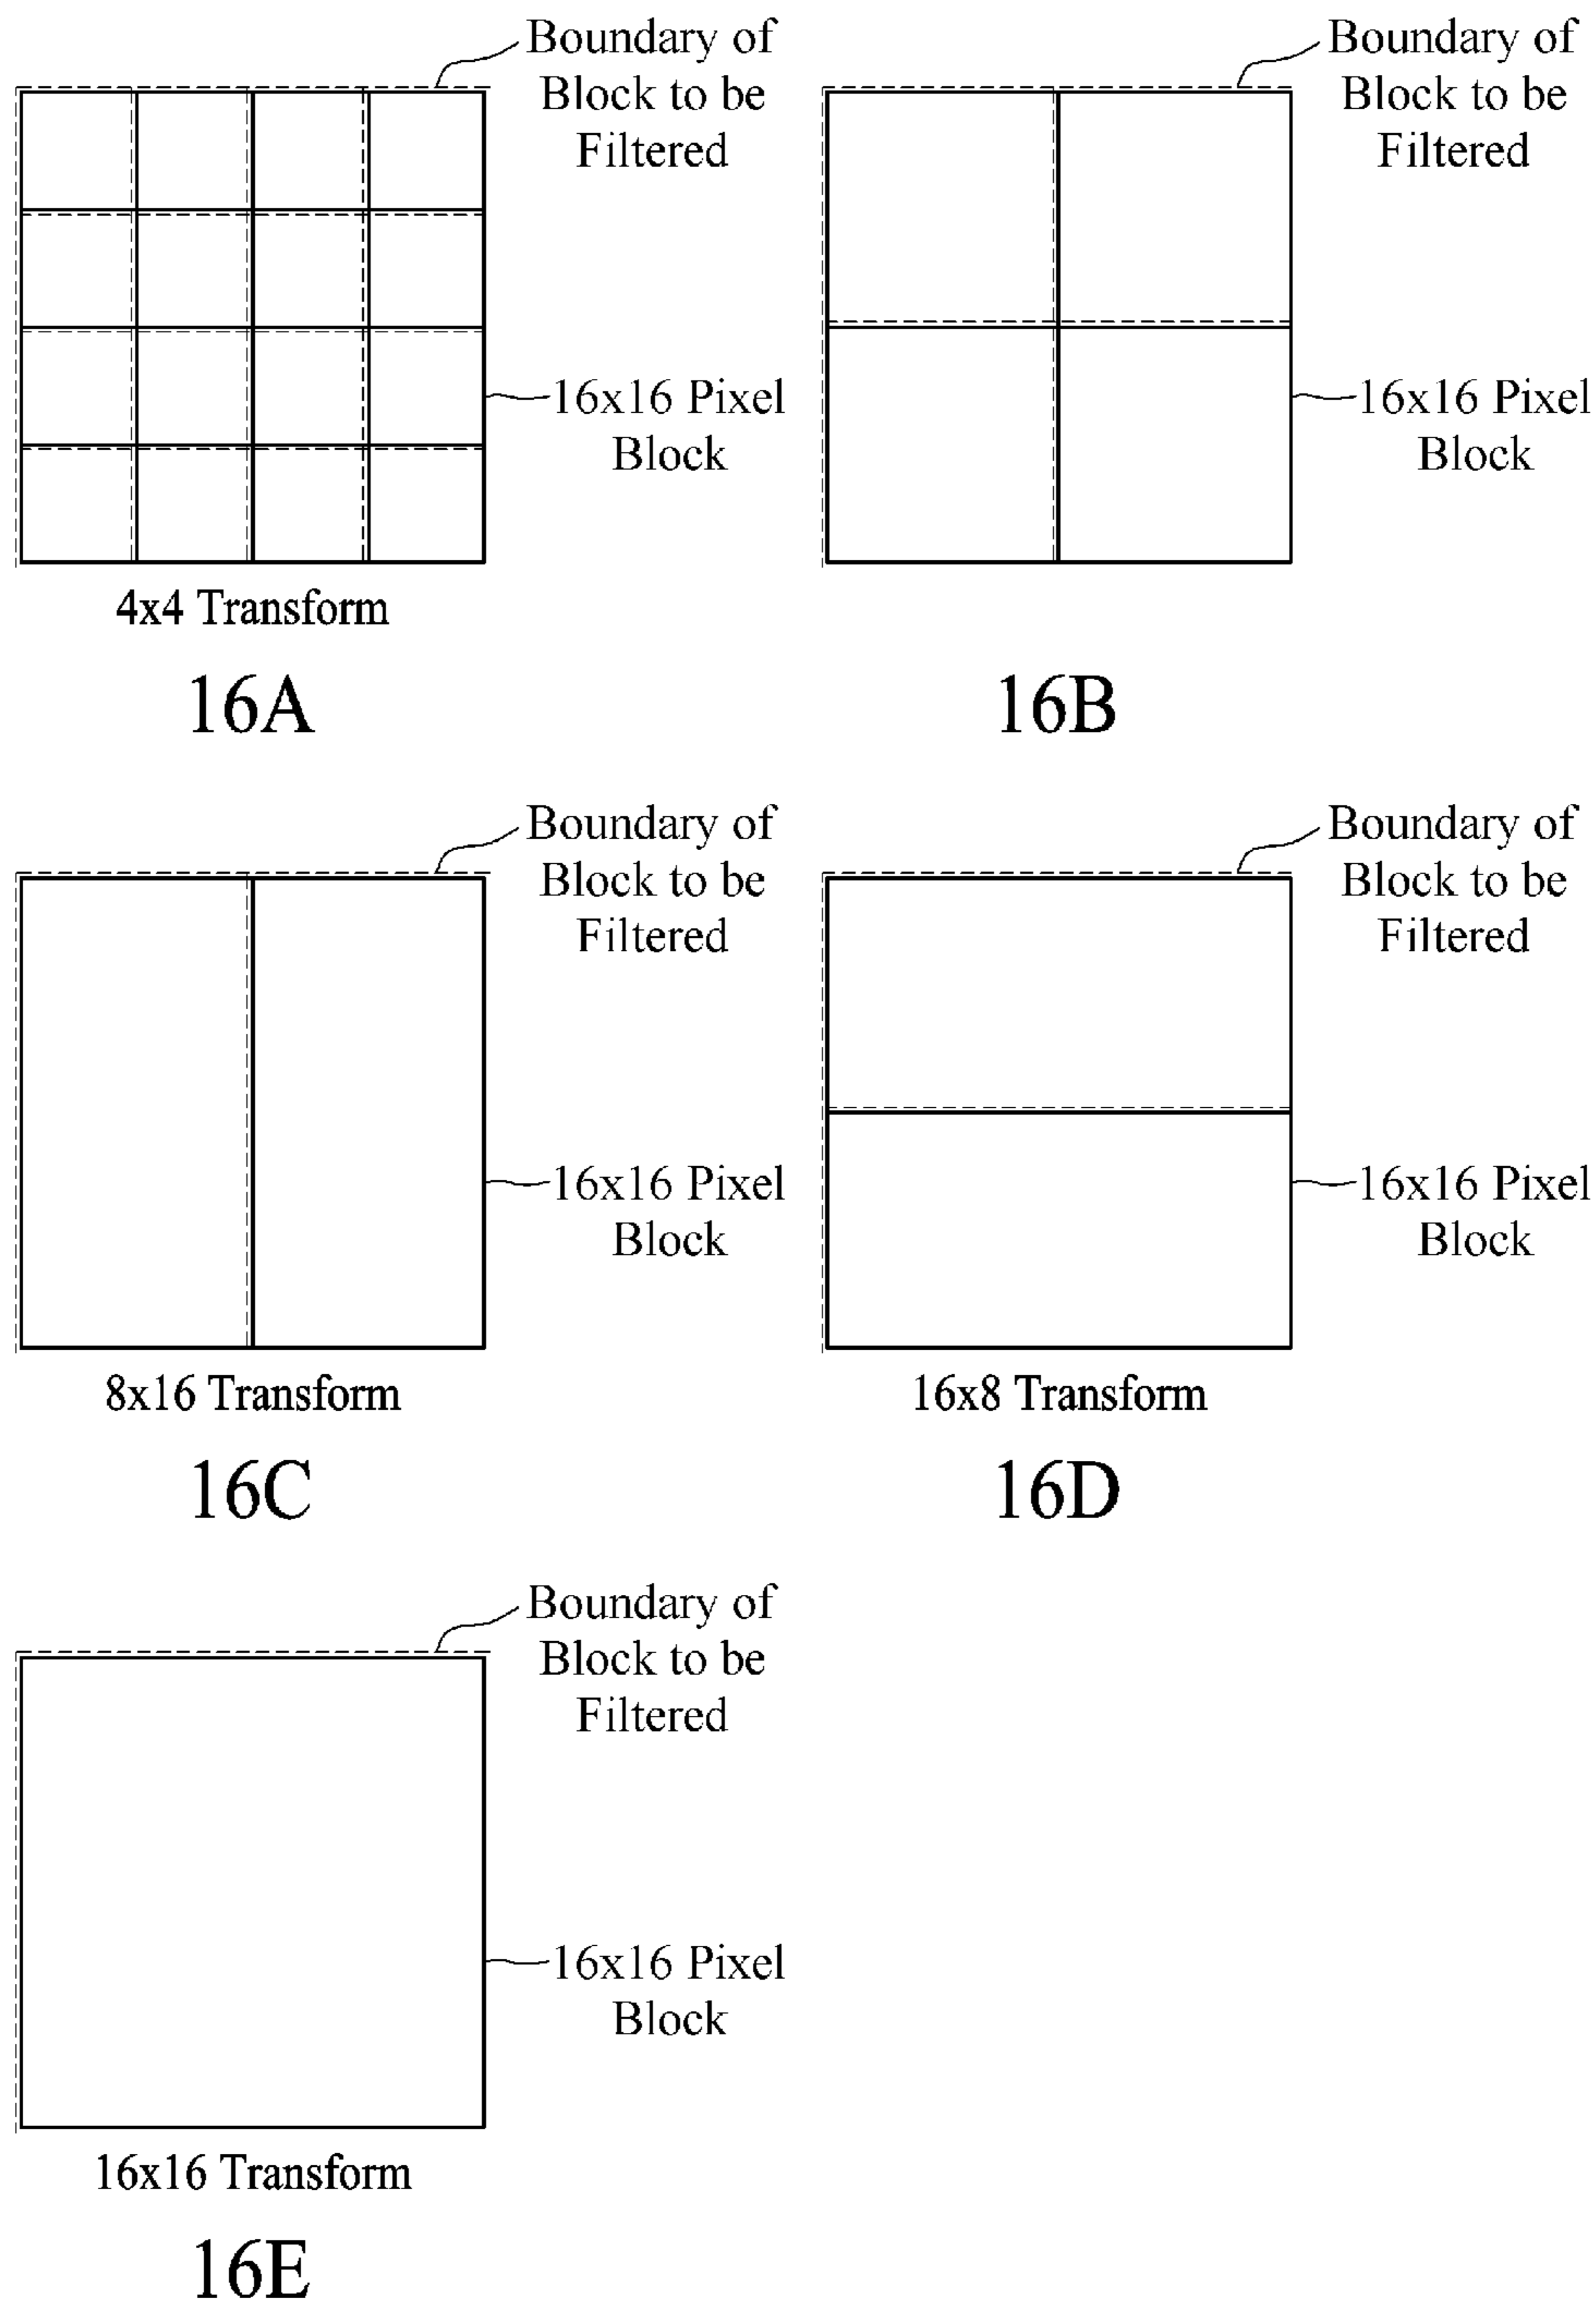 Boundary of
Block to be
Filtered
16x16 Pixel
Block
4x4 Transform
16A
Boundary of
Block to be
Filtered
16x16 Pixel
Block
16B
Boundary of
Block to be
Filtered
16x16 Pixel
Block
8x16 Transform
16C
Boundary of
Block to be
Filtered
16x16 Pixel
Block
16x8 Transform
16D
Boundary of
Block to be
Filtered
16x16 Pixel
Block
16x16 Transform
16E